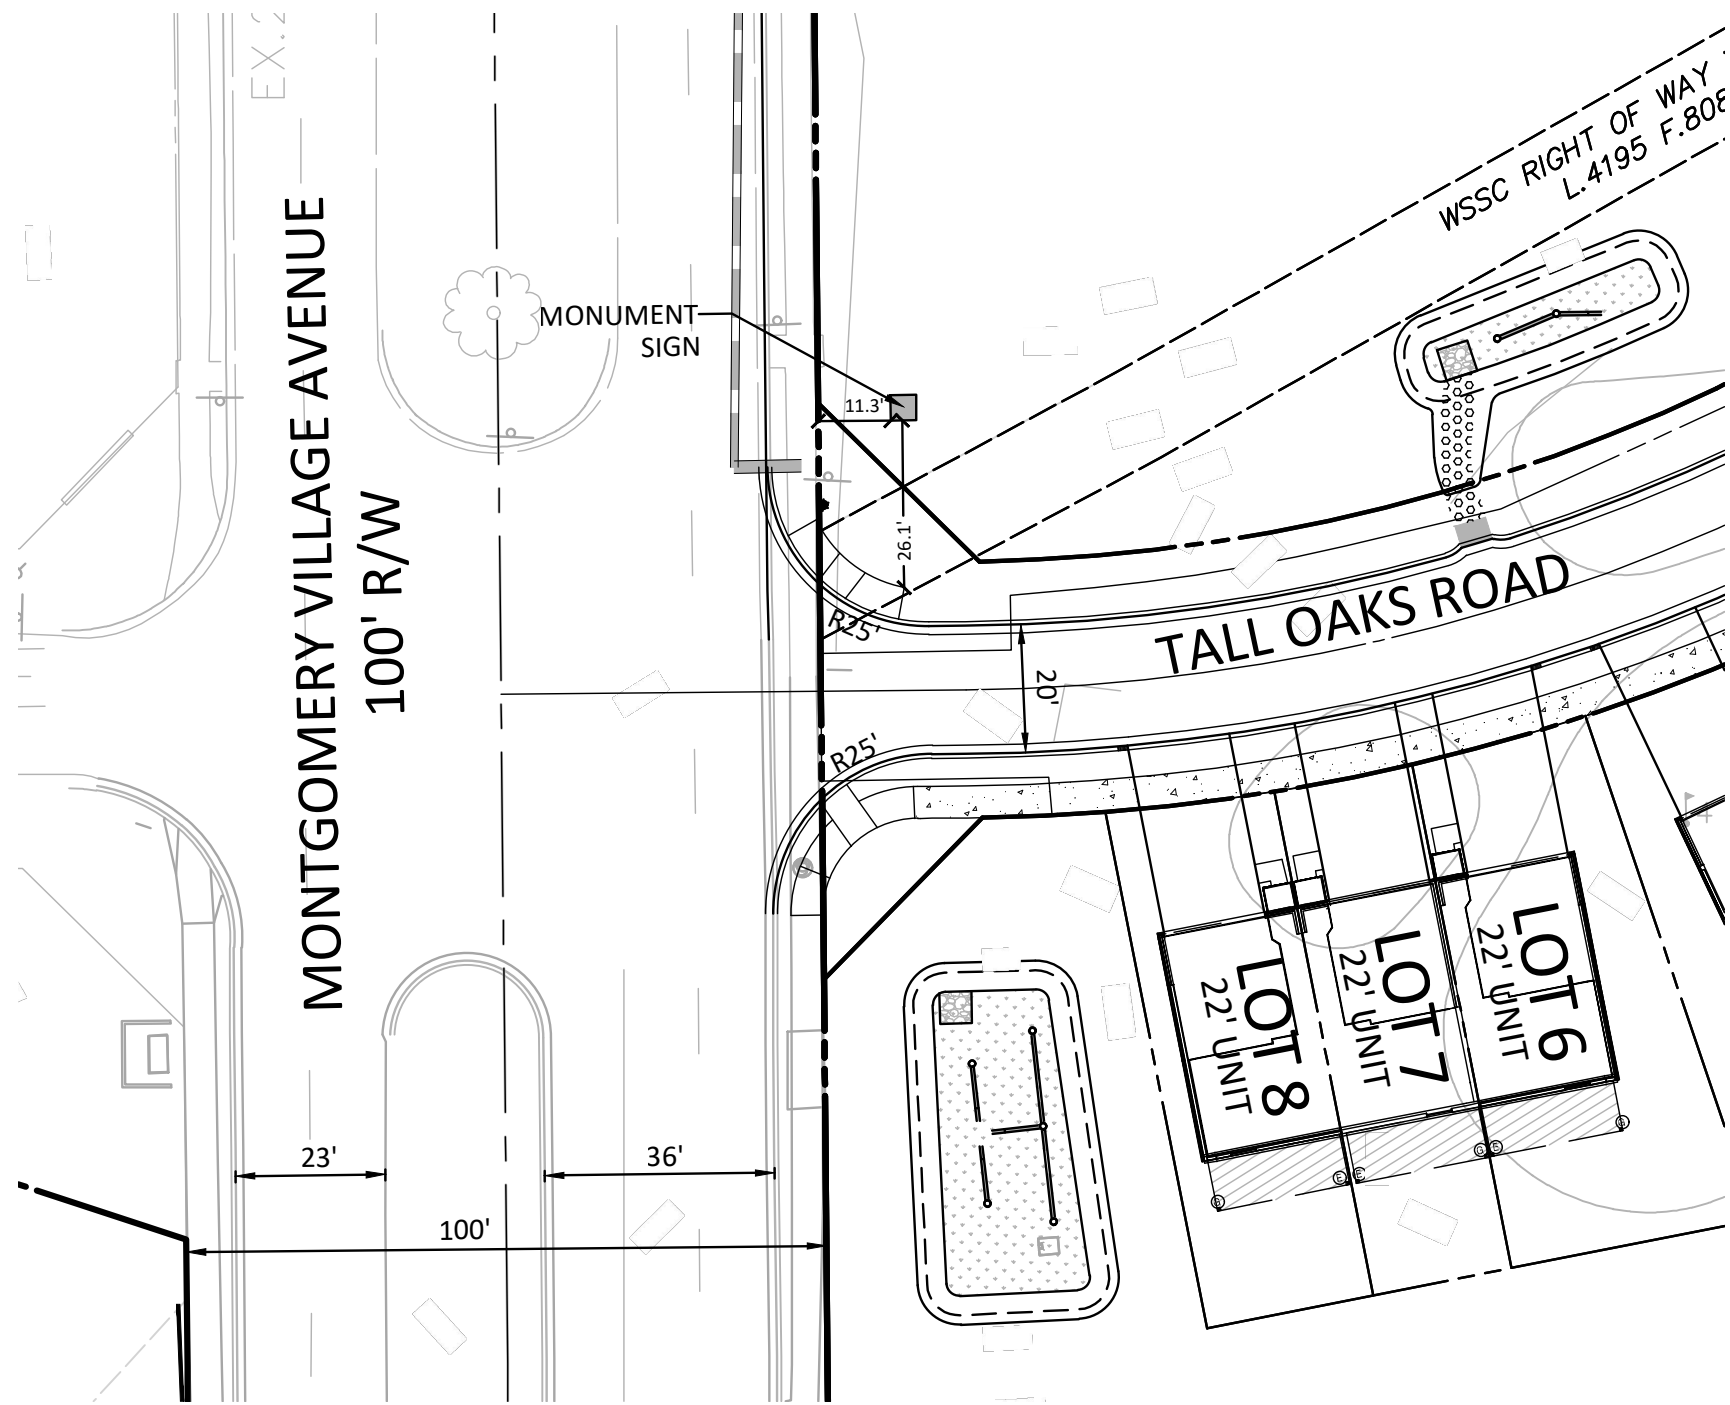 EX.2
MONTGOMERY VILLAGE AVENUE
100' R/W
MONUMENT
SIGN
11.3'
26.1'
WSSC RIGHT OF WAY
L.4195 F.808
TALL OAKS ROAD
R25'
20'
R25'
LOT 8
22' UNIT
LOT 7
22' UNIT
LOT 6
22' UNIT
23'
36'
100'
G
E
E
G
E
G